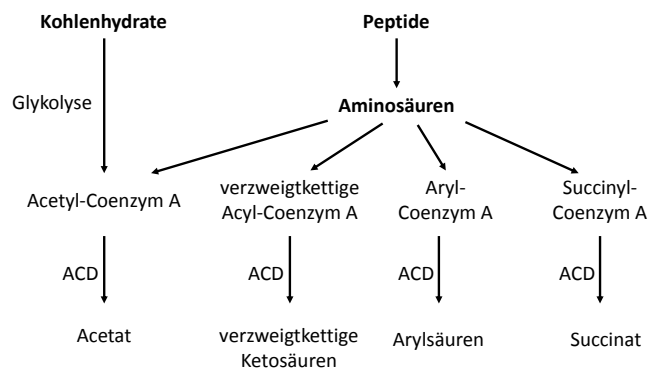 Kohlenhydrate
Peptide
Glykolyse
Aminosäuren
Acetyl-Coenzym A
verzweigtkettige
Acyl-Coenzym A
Aryl-
Coenzym A
Succinyl-
Coenzym A
ACD
ACD
ACD
ACD
Acetat
verzweigtkettige
Ketosäuren
Arylsäuren
Succinat